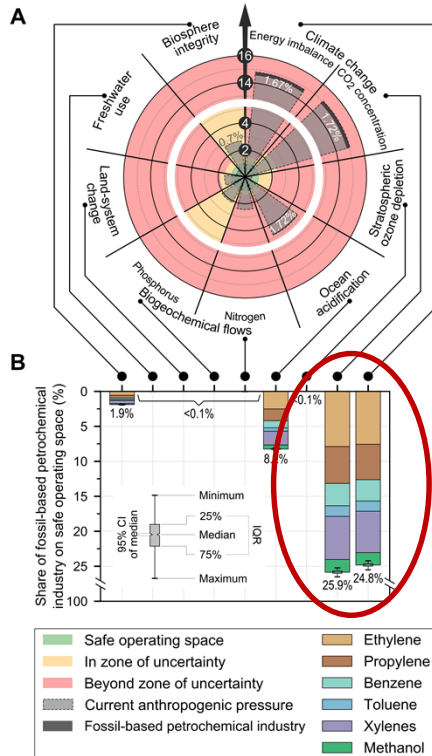 A
Biosphere
integrity
16
Energy imbalance
Climate change
CO2 concentration
14
1.67%
1.72%
Freshwater
use
4
0.7%
2
Stratospheric
ozone depletion
Land-system
change
1.72%
Phosphorus
Biogeochemical flows
Nitrogen
Ocean
acidification
B
Share of fossil-based petrochemical
industry on safe operating space (%)
0
5
10
15
20
25
100
1.9%
<0.1%
<0.1%
25.9%
24.8%
95% CI
of median
Minimum
25%
Median
75%
Maximum
IQR
Safe operating space
In zone of uncertainty
Beyond zone of uncertainty
Current anthropogenic pressure
Fossil-based petrochemical industry
Ethylene
Propylene
Benzene
Toluene
Xylenes
Methanol